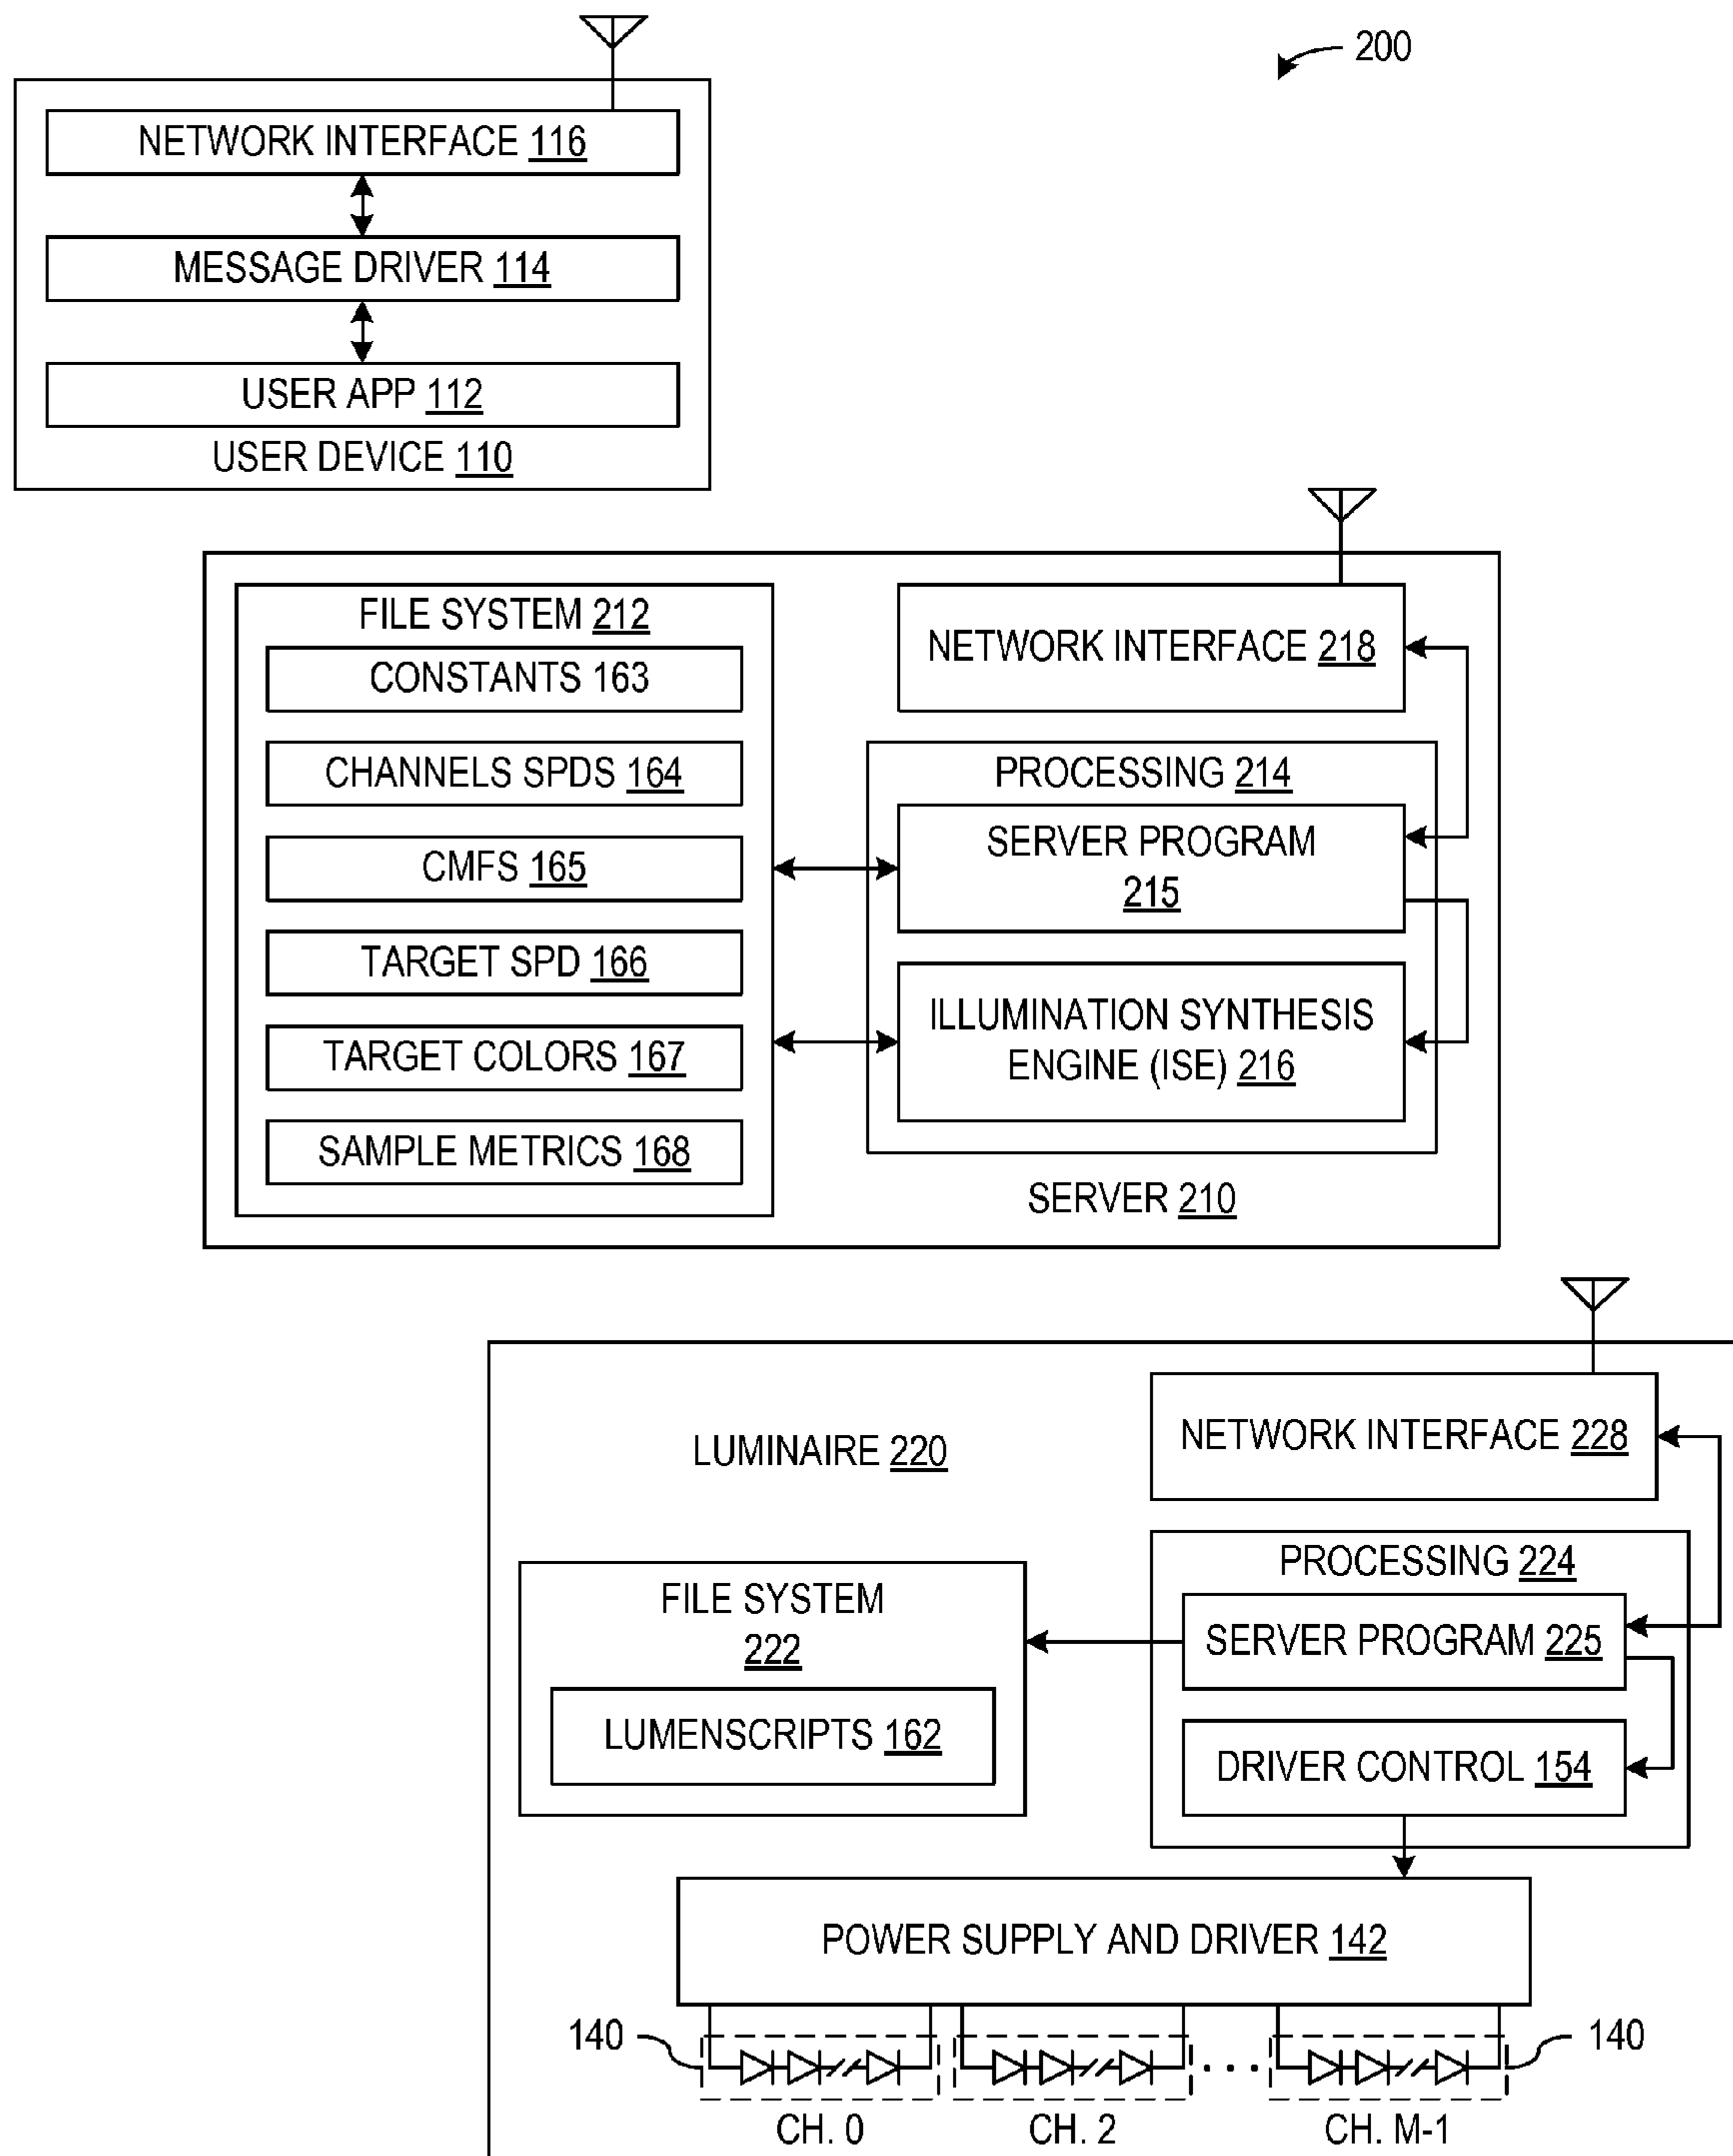 200
NETWORK INTERFACE 116
MESSAGE DRIVER 114
USER APP 112
USER DEVICE 110
FILE SYSTEM 212
CONSTANTS 163
CHANNELS SPDS 164
CMFS 165
TARGET SPD 166
TARGET COLORS 167
SAMPLE METRICS 168
NETWORK INTERFACE 218
PROCESSING 214
SERVER PROGRAM
215
ILLUMINATION SYNTHESIS
ENGINE (ISE) 216
SERVER 210
LUMINAIRE 220
NETWORK INTERFACE 228
FILE SYSTEM
222
LUMENSCRIPTS 162
PROCESSING 224
SERVER PROGRAM 225
DRIVER CONTROL 154
POWER SUPPLY AND DRIVER 142
140
140
CH. 0
CH. 2
CH. M-1